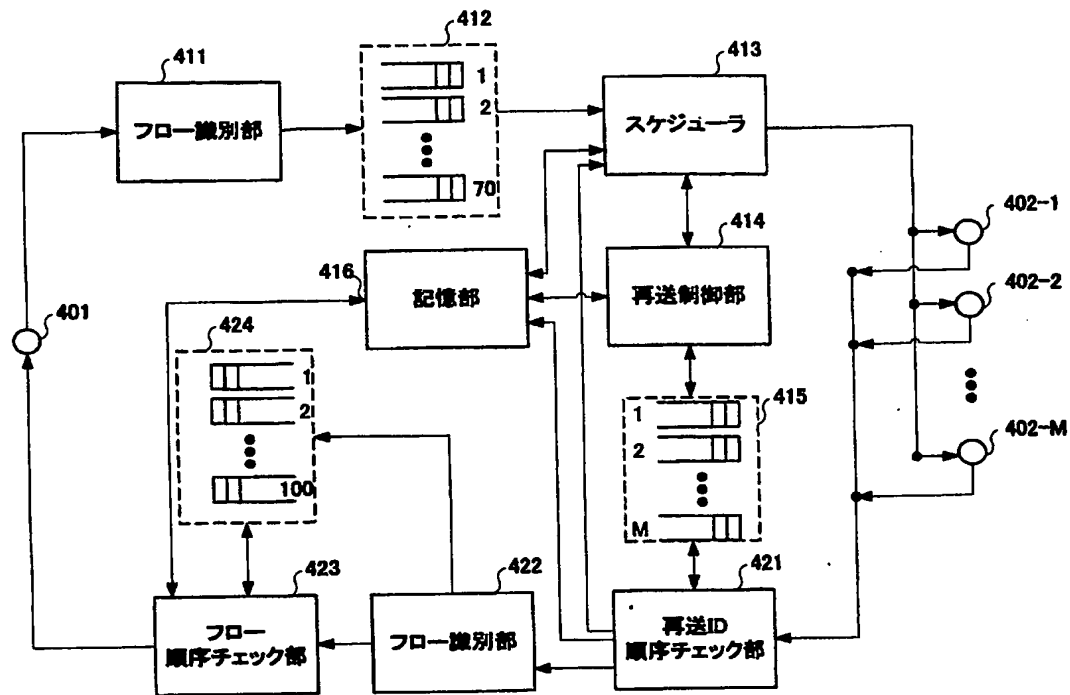 411
フロー識別部
412
1
2
70
413
スケジューラ
402-1
402-2
402-M
414
再送制御部
416
記憶部
401
424
1
2
100
415
1
2
M
423
フロー
順序チェック部
422
フロー識別部
421
再送ID
順序チェック部